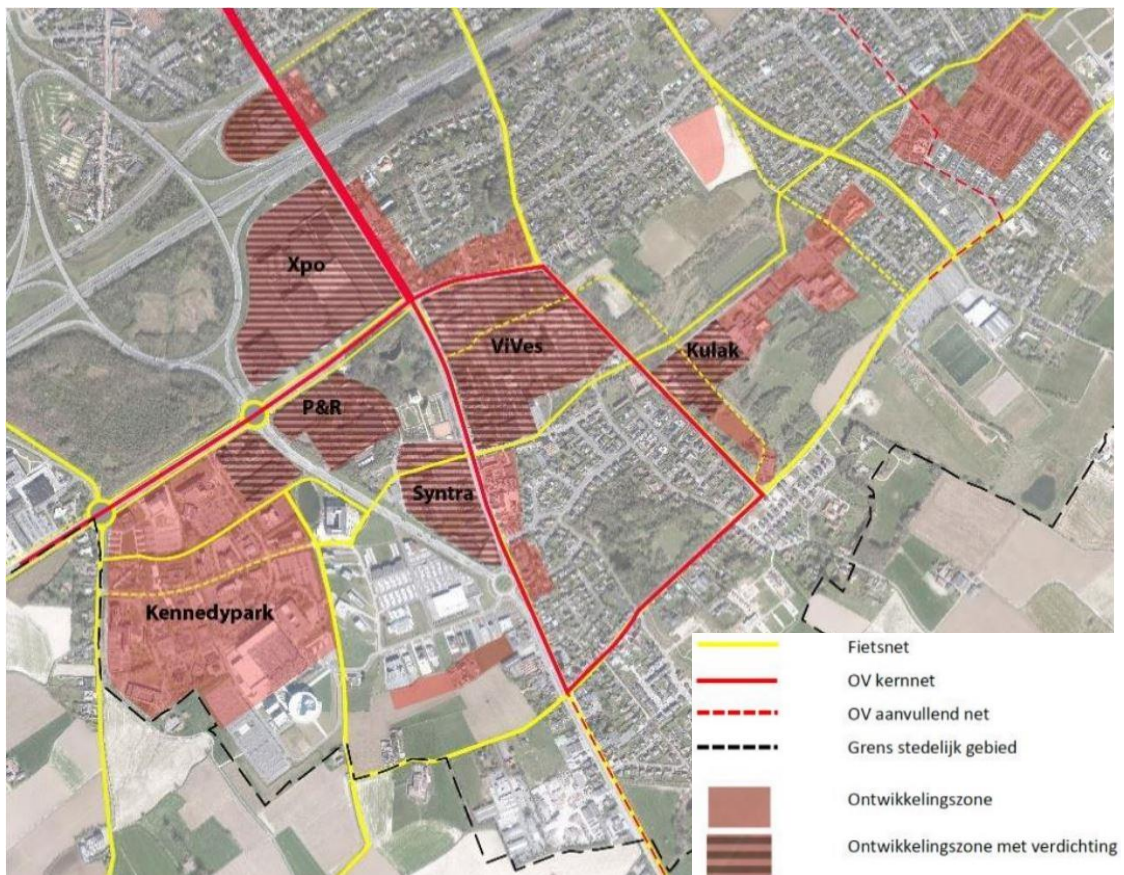 Xpo
ViVes
Kulak
P&R
Syntra
Kennedypark
Fietsnet
OV kernnet
OV aanvullend net
Grens stedelijk gebied
Ontwikkelingszone
Ontwikkelingszone met verdichting